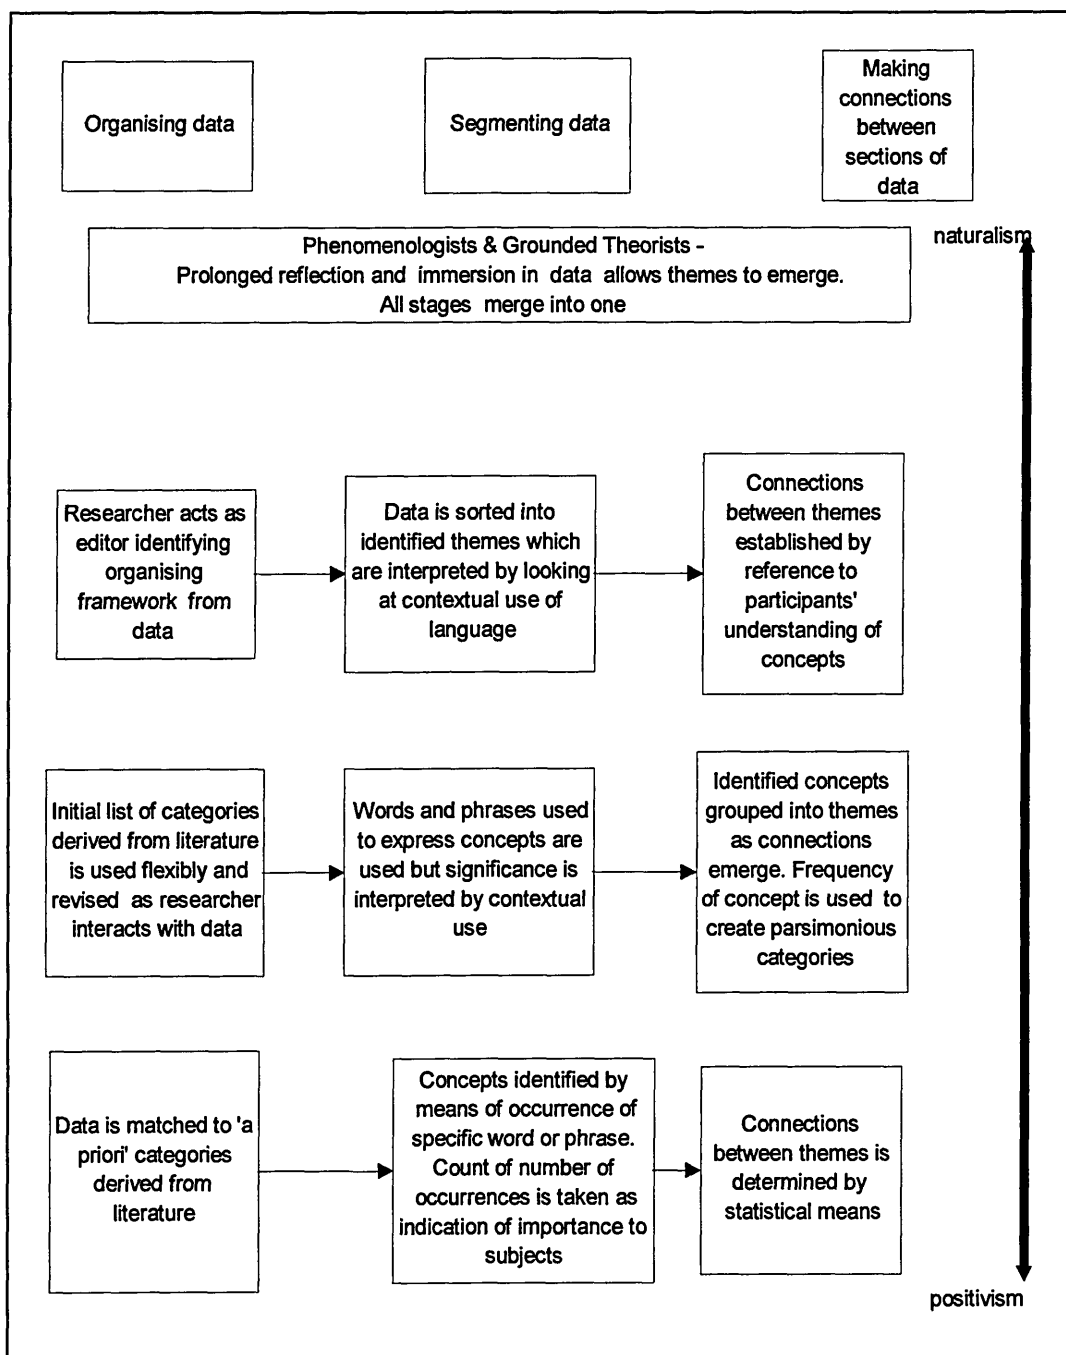 Organising data
Segmenting data
Making
connections
between
sections of
data
naturalism
Phenomenologists & Grounded Theorists -
Prolonged reflection and immersion in data allows themes to emerge.
All stages merge into one
Researcher acts as
editor identifying
organising
framework from
data
Data is sorted into
identified themes which
are interpreted by looking
at contextual use of
language
Connections
between themes
established by
reference to
participants'
understanding of
concepts
Initial list of categories
derived from literature
is used flexibly and
revised as researcher
interacts with data
Words and phrases used
to express concepts are
used but significance is
interpreted by contextual
use
Identified concepts
grouped into themes
as connections
emerge. Frequency
of concept is used to
create parsimonious
categories
Data is matched to 'a
priori' categories
derived from
literature
Concepts identified by
means of occurrence of
specific word or phrase.
Count of number of
occurrences is taken as
indication of importance to
subjects
Connections
between themes is
determined by
statistical means
positivism